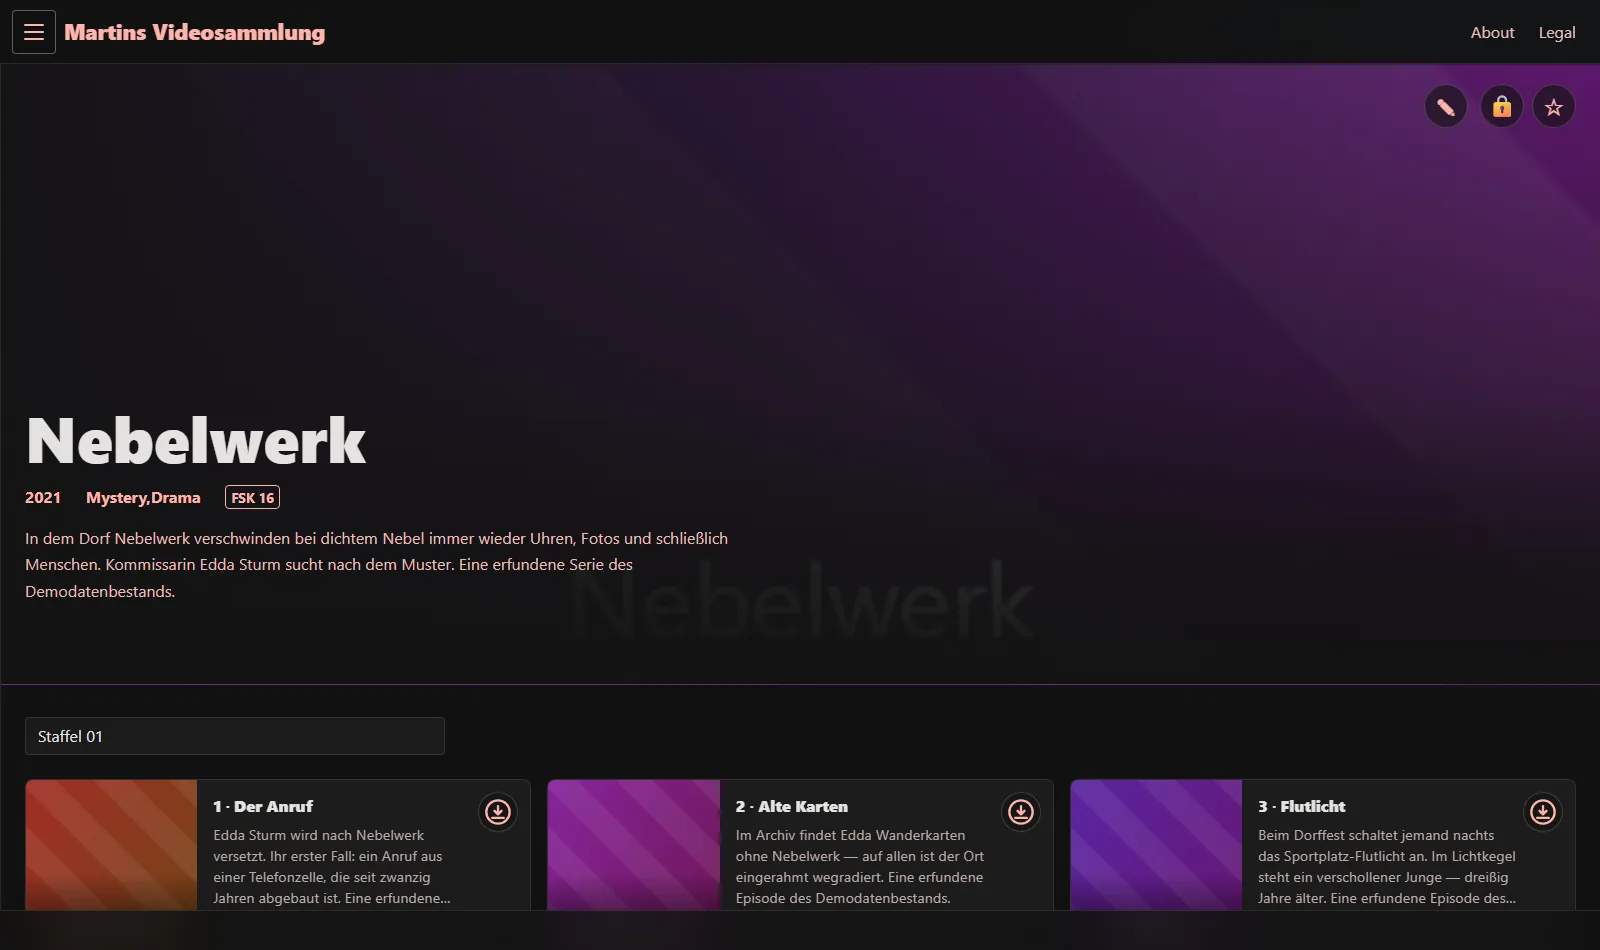 Martins Videosammlung
About
Legal
Nebelwerk
2021 Mystery,Drama FSK 16
In dem Dorf Nebelwerk verschwinden bei dichtem Nebel immer wieder Uhren, Fotos und schließlich
Menschen. Kommissarin Edda Sturm sucht nach dem Muster. Eine erfundene Serie des
Demodatenbestands.
Nebelwerk
Staffel 01
1 · Der Anruf
Edda Sturm wird nach Nebelwerk
versetzt. Ihr erster Fall: ein Anruf aus
einer Telefonzelle, die seit zwanzig
Jahren abgebaut ist. Eine erfundene...
2 · Alte Karten
Im Archiv findet Edda Wanderkarten
ohne Nebelwerk — auf allen ist der Ort
eingerahmt wegradiert. Eine erfundene
Episode des Demodatenbestands.
3 · Flutlicht
Beim Dorffest schaltet jemand nachts
das Sportplatz-Flutlicht an. Im Lichtkegel
steht ein verschollener Junge — dreißig
Jahre älter. Eine erfundene Episode des...